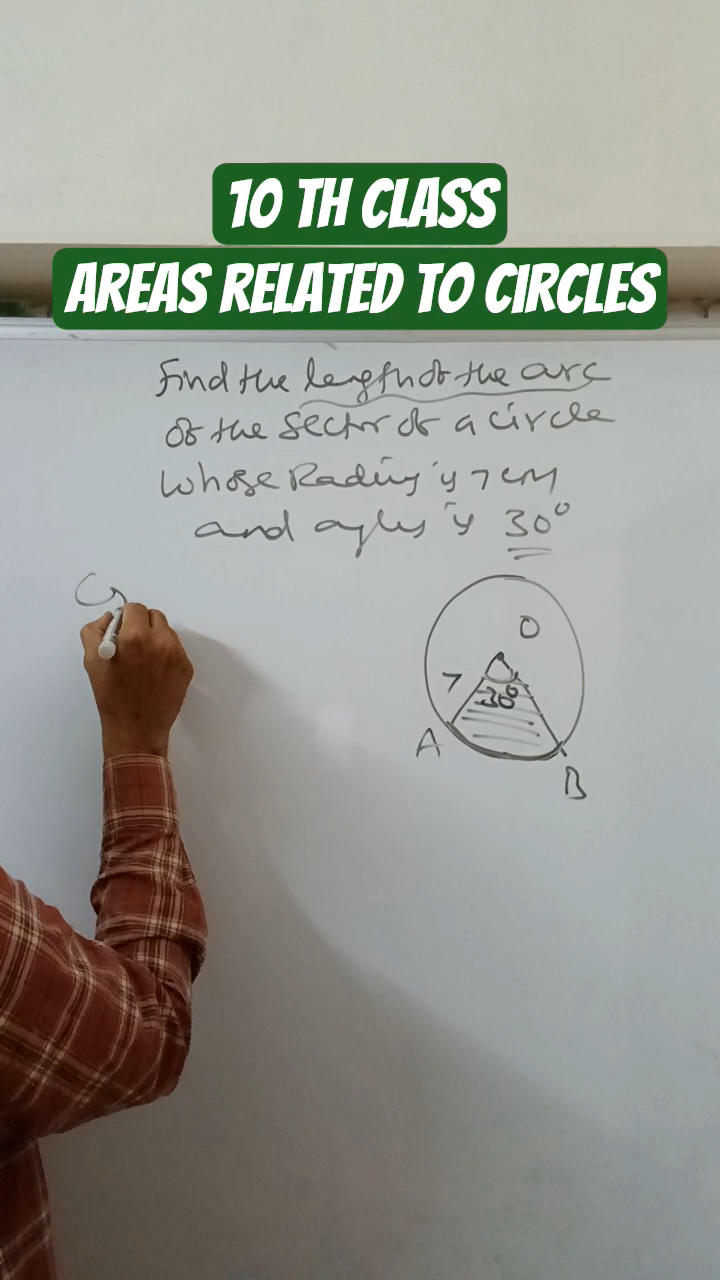 10 TH CLASS
AREAS RELATED TO CIRCLES
Find the length of the arc
of the Sector of a circle
whose Radius is 7 cm
and angles is 30°
G
O
7
30°
A
B